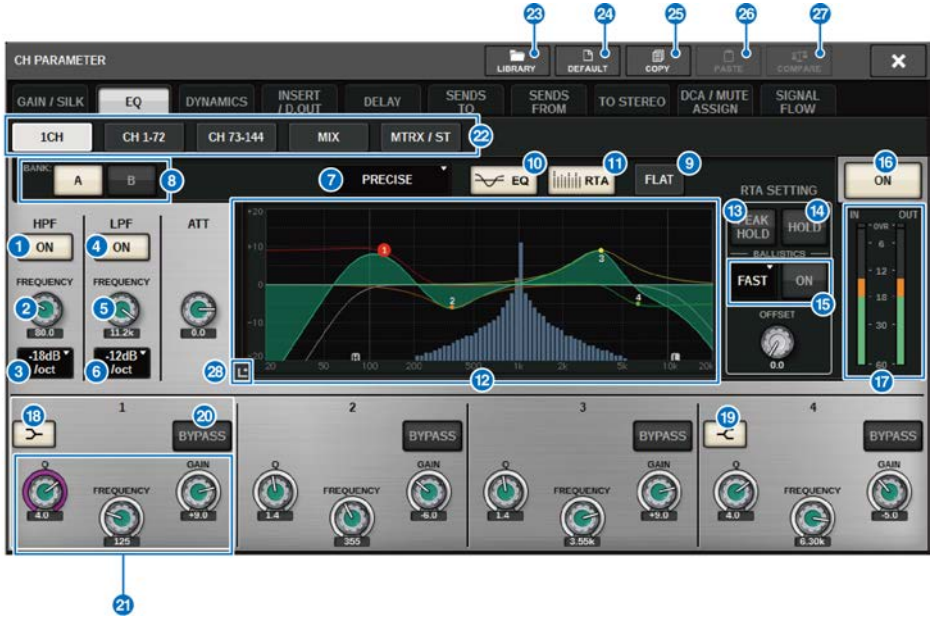 23 24 25 26 27
CH PARAMETER LIBRARY DEFAULT COPY PASTE COMPARE ×
GAIN / SILK EQ DYNAMICS INSERT / D.OUT DELAY SENDS TO SENDS FROM TO STEREO DCA / MUTE ASSIGN SIGNAL FLOW
1CH CH 1-72 CH 73-144 MIX MTRX / ST 22
BANK A B 8 7 PRECISE 10 EQ 11 RTA 9 FLAT 16 ON
RTA SETTING
HPF LPF ATT
1 ON 4 ON
FREQUENCY FREQUENCY
2 5
80.0 11.2k 0.0
3 -18dB /oct 6 -12dB /oct
+20
+10
0
-10
-20
1 2 3 4
20 50 100 200 500 1k 2k 5k 10k 20k
28 12
13 PEAK HOLD 14 HOLD
BALLISTICS
FAST ON 15
OFFSET
0.0
IN OUT
OVR
6
12
18
30
60
17
1 2 3 4
18 20 BYPASS BYPASS BYPASS 19 BYPASS
Q FREQUENCY GAIN Q FREQUENCY GAIN Q FREQUENCY GAIN Q FREQUENCY GAIN
4.0 125 +9.0 1.4 355 -6.0 1.4 3.55k +9.0 4.0 6.30k -5.0
21